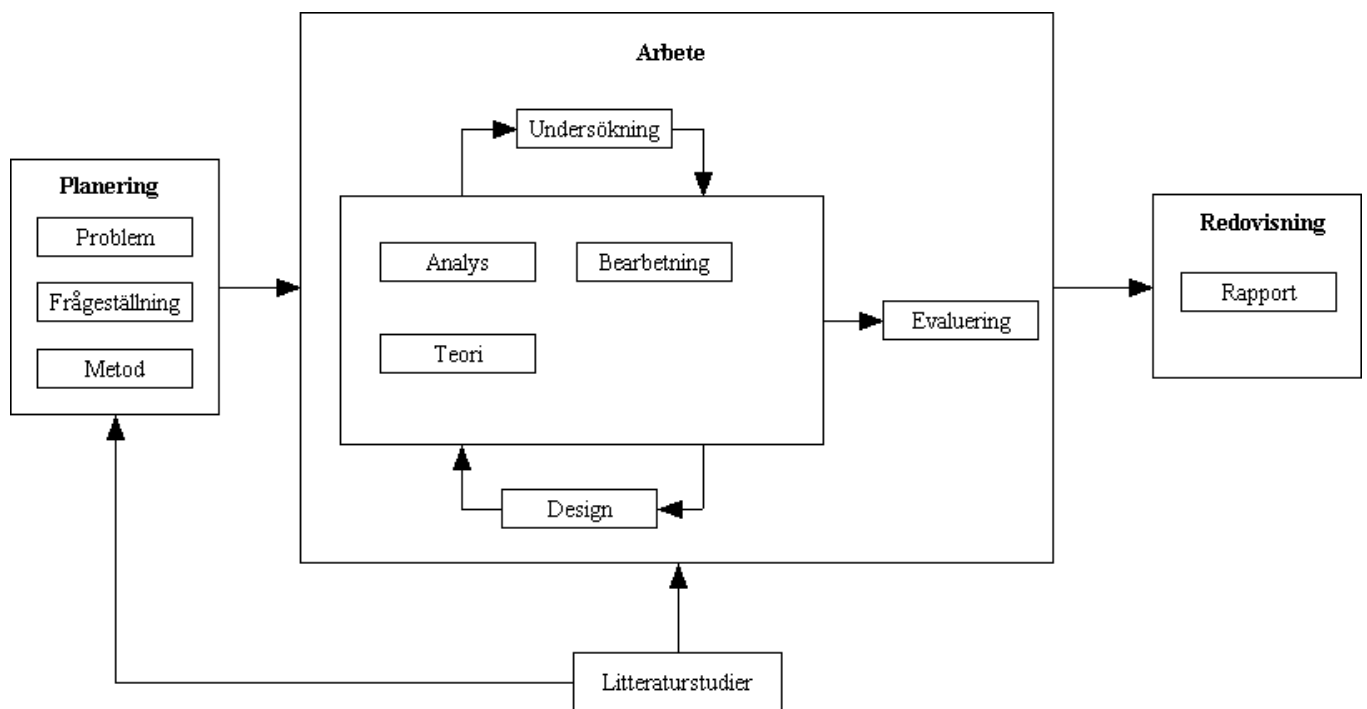 Arbete
Undersökning
Planering
Problem
Frågeställning
Metod
Analys
Bearbetning
Teori
Evaluering
Design
Redovisning
Rapport
Litteraturstudier